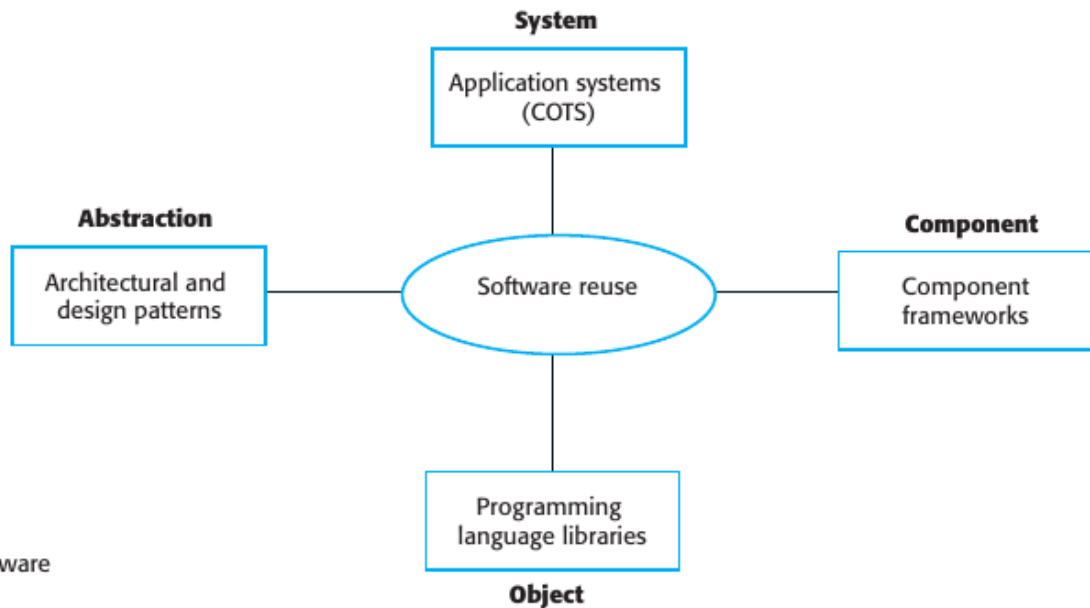 System
Application systems
(COTS)
Abstraction
Architectural and
design patterns
Software reuse
Component
Component
frameworks
Programming
language libraries
ware
Object